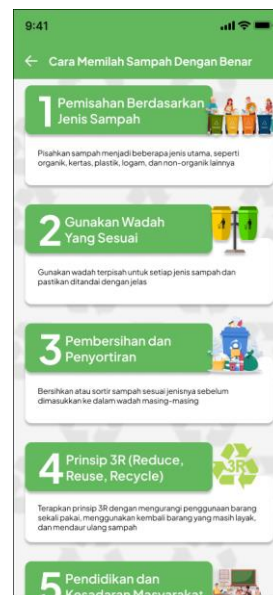 9:41
Cara Memilah Sampah Dengan Benar
1 Pemisahan Berdasarkan
Jenis Sampah
Pisahkan sampah menjadi beberapa jenis utama, seperti
organik, kertas, plastik, logam, dan non-organik lainnya
2 Gunakan Wadah
Yang Sesuai
Gunakan wadah terpisah untuk setiap jenis sampah dan
pastikan ditandai dengan jelas
3 Pembersihan dan
Penyortiran
Bersihkan atau sortir sampah sesuai jenisnya sebelum
dimasukkan ke dalam wadah masing-masing
4 Prinsip 3R (Reduce,
Reuse, Recycle)
3R
Terapkan prinsip 3R dengan mengurangi penggunaan barang
sekali pakai, menggunakan kembali barang yang masih layak,
dan mendaur ulang sampah
5 Pendidikan dan
Kesadaran Masyarakat